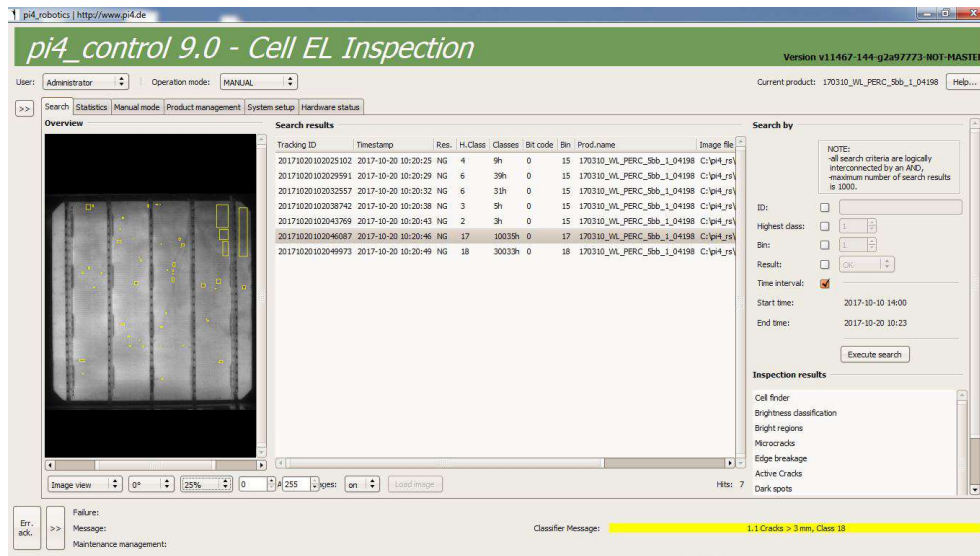 pi4_robotics | http://www.pi4.de
pi4_control 9.0 - Cell EL Inspection
Version v11467-144-g2a97773-NOT-MASTE
User: Administrator Operation mode: MANUAL Current product: 170310_WL_PERC_5bb_1_04198 Help...
>> Search Statistics Manual mode Product management System setup Hardware status
Overview
Search results
Tracking ID Timestamp Res. H.Class Classes Bit code Bin Prod.name Image file
20171020102025102 2017-10-20 10:20:25 NG 4 9h 0 15 170310_WL_PERC_5bb_1_04198 C:\pi4_rs\
20171020102029591 2017-10-20 10:20:29 NG 6 39h 0 15 170310_WL_PERC_5bb_1_04198 C:\pi4_rs\
20171020102032557 2017-10-20 10:20:32 NG 6 31h 0 15 170310_WL_PERC_5bb_1_04198 C:\pi4_rs\
20171020102038742 2017-10-20 10:20:38 NG 3 5h 0 15 170310_WL_PERC_5bb_1_04198 C:\pi4_rs\
20171020102043769 2017-10-20 10:20:43 NG 2 3h 0 15 170310_WL_PERC_5bb_1_04198 C:\pi4_rs\
20171020102046087 2017-10-20 10:20:46 NG 17 10035h 0 17 170310_WL_PERC_5bb_1_04198 C:\pi4_rs\
20171020102049973 2017-10-20 10:20:49 NG 18 30033h 0 18 170310_WL_PERC_5bb_1_04198 C:\pi4_rs\
Search by
NOTE:
-all search criteria are logically
interconnected by an AND,
-maximum number of search results
is 1000.
ID:
Highest class: 1
Bin: 1
Result: OK
Time interval:
Start time: 2017-10-10 14:00
End time: 2017-10-20 10:23
Execute search
Inspection results
Cell finder
Brightness classification
Bright regions
Microcracks
Edge breakage
Active Cracks
Dark spots
Image view 0° 25% 0 A 255 ges: on Load image Hits: 7
Err. ack. >>
Failure:
Message: Classifier Message: 1.1 Cracks > 3 mm, Class 18
Maintenance management: